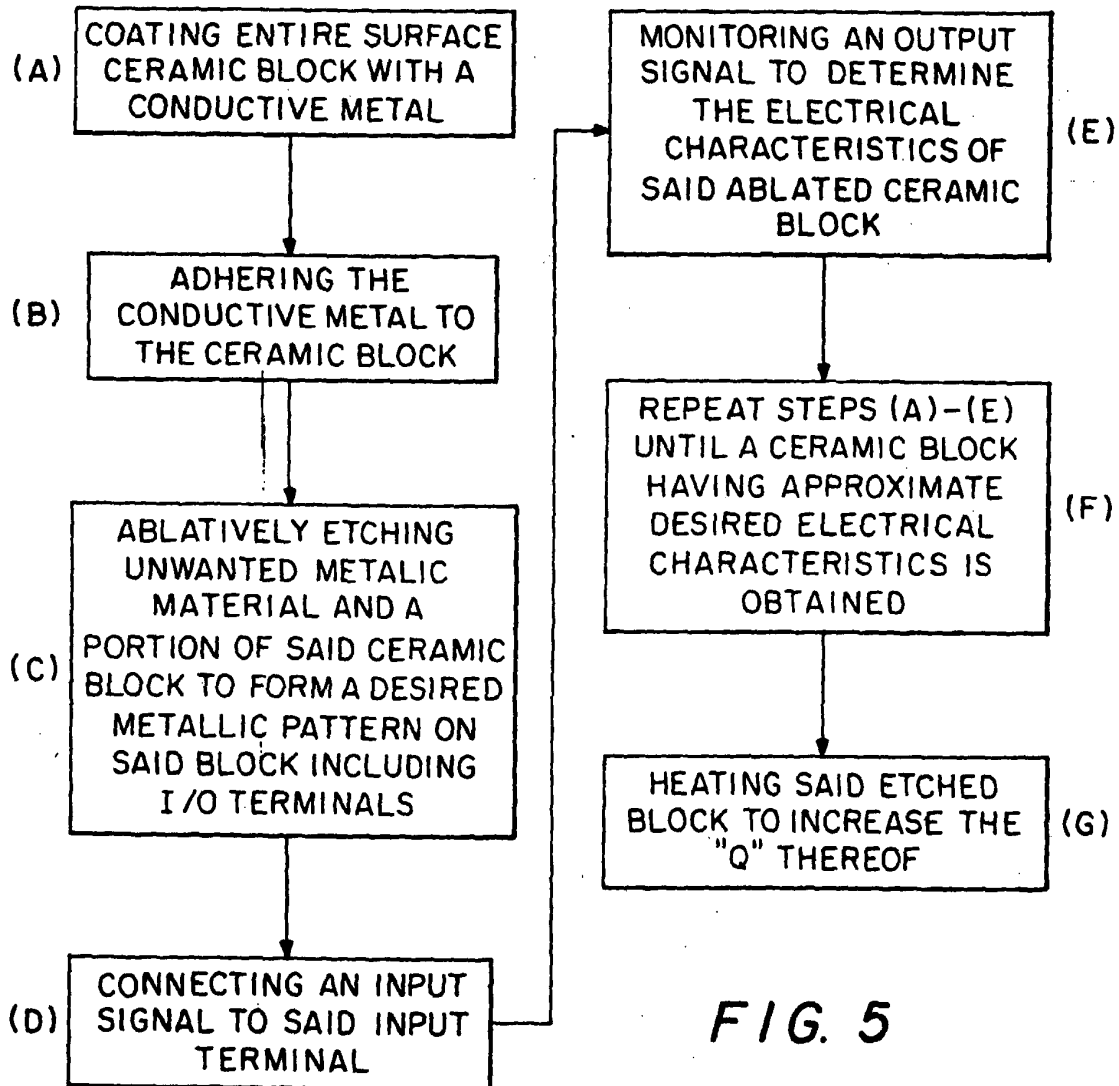 (A)
COATING ENTIRE SURFACE
CERAMIC BLOCK WITH A
CONDUCTIVE METAL
(B)
ADHERING THE
CONDUCTIVE METAL TO
THE CERAMIC BLOCK
(C)
ABLATIVELY ETCHING
UNWANTED METALIC
MATERIAL AND A
PORTION OF SAID CERAMIC
BLOCK TO FORM A DESIRED
METALLIC PATTERN ON
SAID BLOCK INCLUDING
I/O TERMINALS
(D)
CONNECTING AN INPUT
SIGNAL TO SAID INPUT
TERMINAL
MONITORING AN OUTPUT
SIGNAL TO DETERMINE
THE ELECTRICAL
CHARACTERISTICS OF
SAID ABLATED CERAMIC
BLOCK
(E)
REPEAT STEPS (A)-(E)
UNTIL A CERAMIC BLOCK
HAVING APPROXIMATE
DESIRED ELECTRICAL
CHARACTERISTICS IS
OBTAINED
(F)
HEATING SAID ETCHED
BLOCK TO INCREASE THE
"Q" THEREOF
(G)
FIG. 5